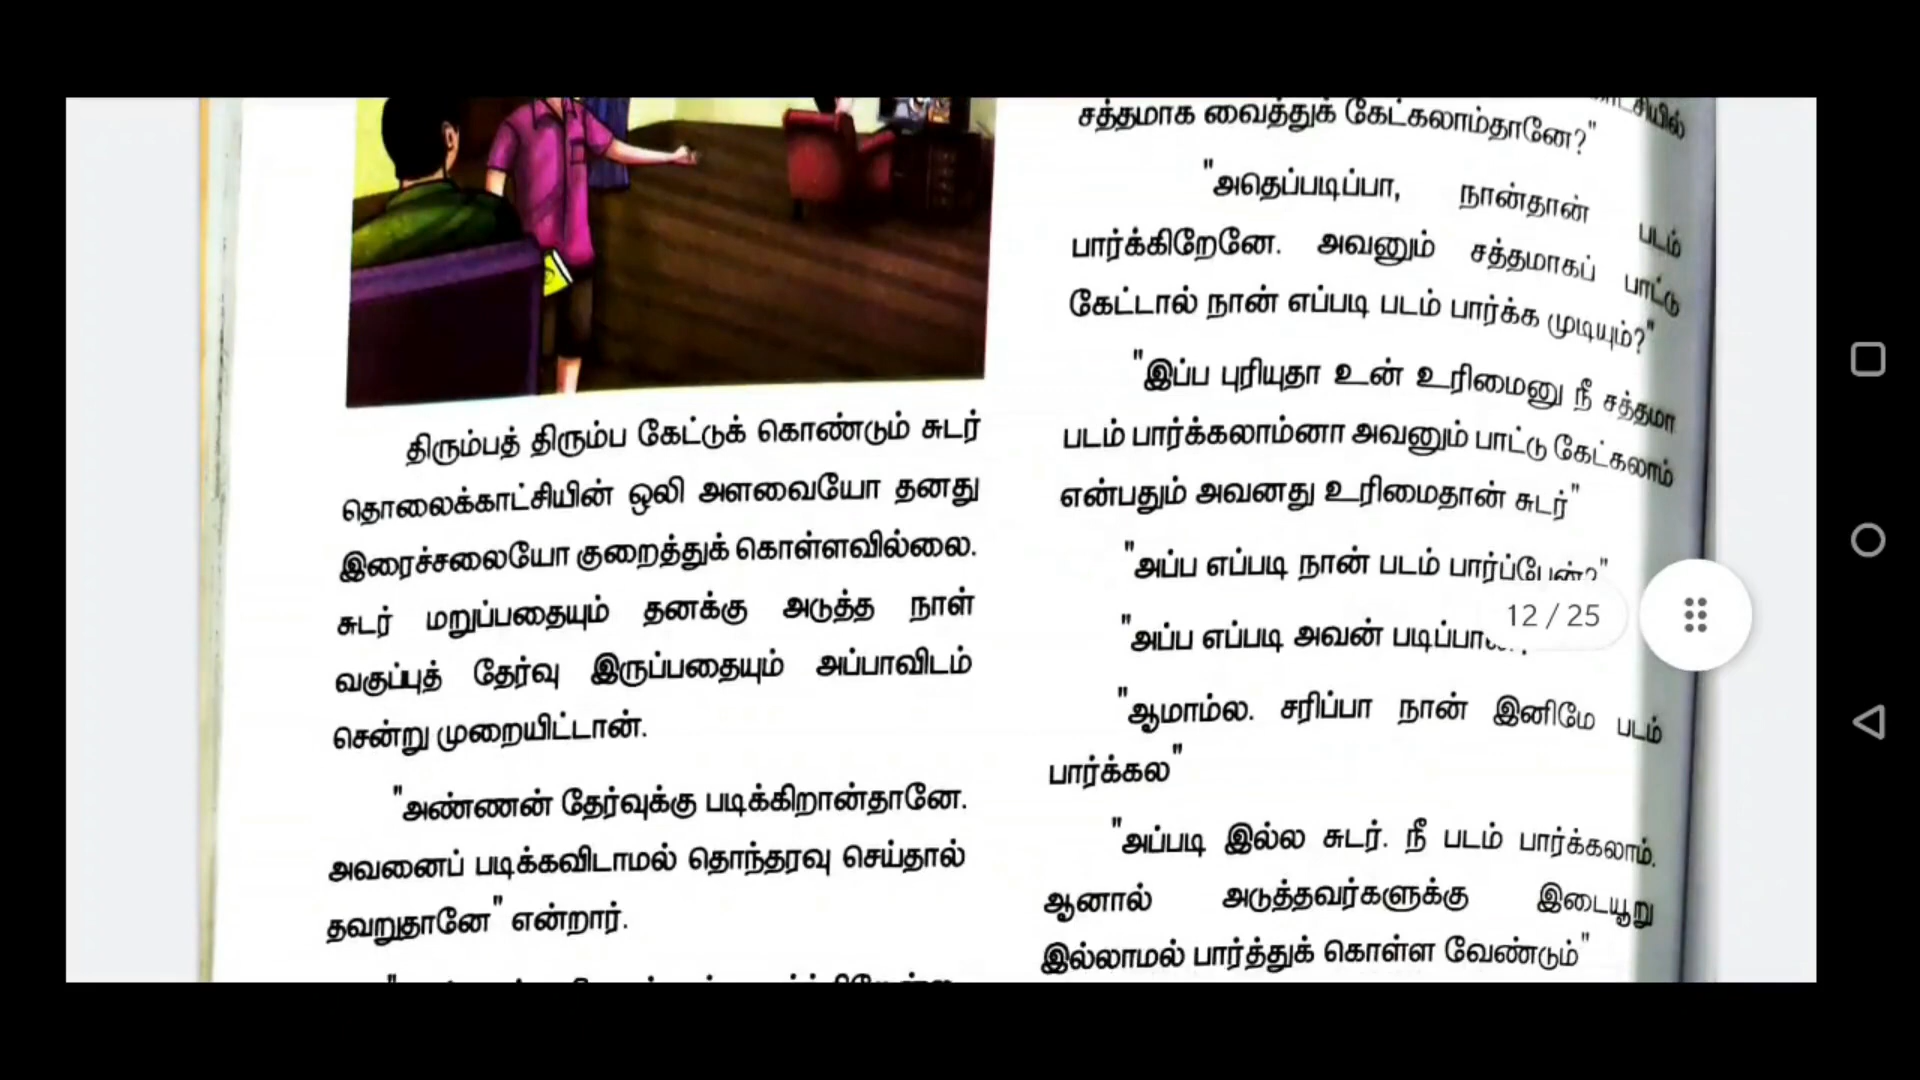 திரும்பத் திரும்ப கேட்டுக் கொண்டும் சுடர்
தொலைக்காட்சியின் ஒலி அளவையோ தனது
இரைச்சலையோ குறைத்துக் கொள்ளவில்லை.
சுடர் மறுப்பதையும் தனக்கு அடுத்த நாள்
வகுப்புத் தேர்வு இருப்பதையும் அப்பாவிடம்
சென்று முறையிட்டான்.
"அண்ணன் தேர்வுக்கு படிக்கிறான்தானே.
அவனைப் படிக்கவிடாமல் தொந்தரவு செய்தால்
தவறுதானே" என்றார்.
சத்தமாக வைத்துக் கேட்கலாம்தானே?"
"அதெப்படிப்பா, நான்தான் படம்
பார்க்கிறேனே. அவனும் சத்தமாகப் பாட்டு
கேட்டால் நான் எப்படி படம் பார்க்க முடியும்?"
"இப்ப புரியுதா உன் உரிமைனு நீ சத்தமா
படம் பார்க்கலாம்னா அவனும் பாட்டு கேட்கலாம்
என்பதும் அவனது உரிமைதான் சுடர்"
"அப்ப எப்படி நான் படம் பார்ப்பேன்?"
"அப்ப எப்படி அவன்
"ஆமாம்ல. சரிப்பா நான் இனிமே படம்
பார்க்கல"
"அப்படி இல்ல சுடர். நீ படம் பார்க்கலாம்.
ஆனால் அடுத்தவர்களுக்கு இடையூறு
இல்லாமல் பார்த்துக் கொள்ள வேண்டும்"
12 / 25